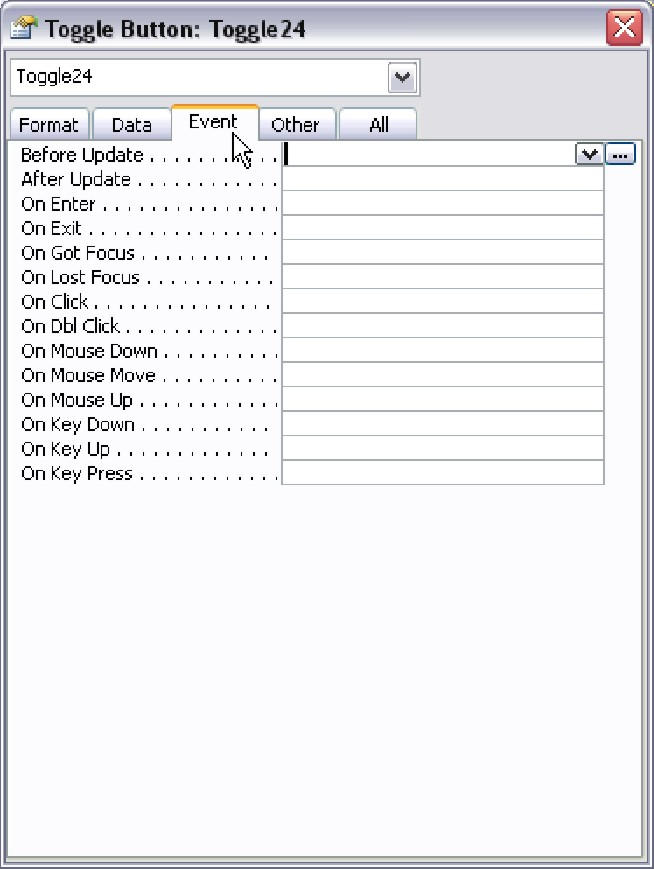 Toggle Button: Toggle24
Toggle24
Format Data Event Other All
Before Update . . . . . . . . . . .
After Update . . . . . . . . . . . .
On Enter . . . . . . . . . . . . . .
On Exit . . . . . . . . . . . . . . .
On Got Focus . . . . . . . . . . .
On Lost Focus . . . . . . . . . . .
On Click . . . . . . . . . . . . . .
On Dbl Click . . . . . . . . . . . .
On Mouse Down . . . . . . . . . .
On Mouse Move . . . . . . . . . .
On Mouse Up . . . . . . . . . . . .
On Key Down . . . . . . . . . . .
On Key Up . . . . . . . . . . . . .
On Key Press . . . . . . . . . . . .